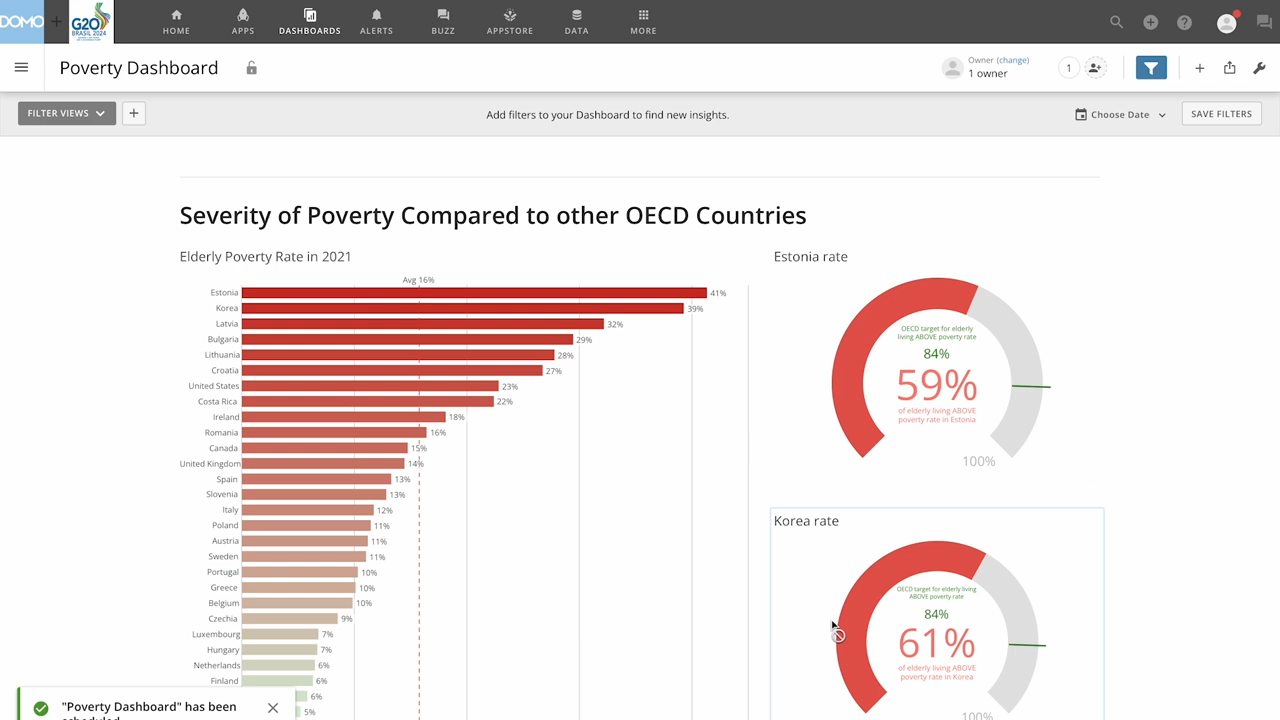 DOMO
G20
BRASIL 2024
HOME
APPS
DASHBOARDS
ALERTS
BUZZ
APPSTORE
DATA
MORE
Poverty Dashboard
Owner (change)
1 owner
1
FILTER VIEWS
Add filters to your Dashboard to find new insights.
Choose Date
SAVE FILTERS
Severity of Poverty Compared to other OECD Countries
Elderly Poverty Rate in 2021
Avg 16%
Estonia 41%
Korea 39%
Latvia 32%
Bulgaria 29%
Lithuania 28%
Croatia 27%
United States 23%
Costa Rica 22%
Ireland 18%
Romania 16%
Canada 15%
United Kingdom 14%
Spain 13%
Slovenia 13%
Italy 12%
Poland 11%
Austria 11%
Sweden 11%
Portugal 10%
Greece 10%
Belgium 10%
Czechia 9%
Luxembourg 7%
Hungary 7%
Netherlands 6%
Finland 6%
6%
5%
Estonia rate
OECD target for elderly
living ABOVE poverty rate
84%
59%
of elderly living ABOVE
poverty rate in Estonia
100%
Korea rate
OECD target for elderly living
ABOVE poverty rate
84%
61%
of elderly living ABOVE
poverty rate in Korea
100%
"Poverty Dashboard" has been
scheduled